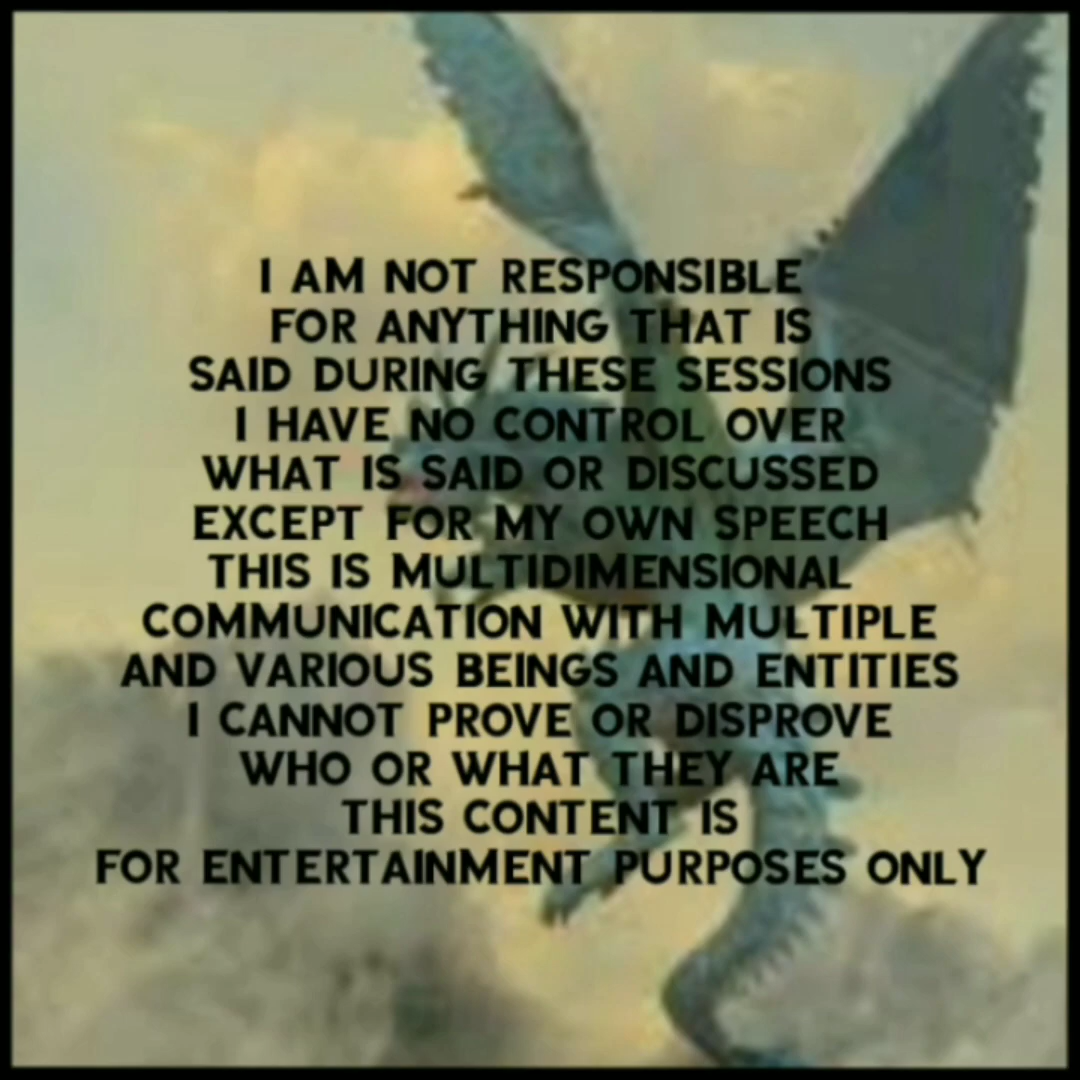 I AM NOT RESPONSIBLE
FOR ANYTHING THAT IS
SAID DURING THESE SESSIONS
I HAVE NO CONTROL OVER
WHAT IS SAID OR DISCUSSED
EXCEPT FOR MY OWN SPEECH
THIS IS MULTIDIMENSIONAL
COMMUNICATION WITH MULTIPLE
AND VARIOUS BEINGS AND ENTITIES
I CANNOT PROVE OR DISPROVE
WHO OR WHAT THEY ARE
THIS CONTENT IS
FOR ENTERTAINMENT PURPOSES ONLY